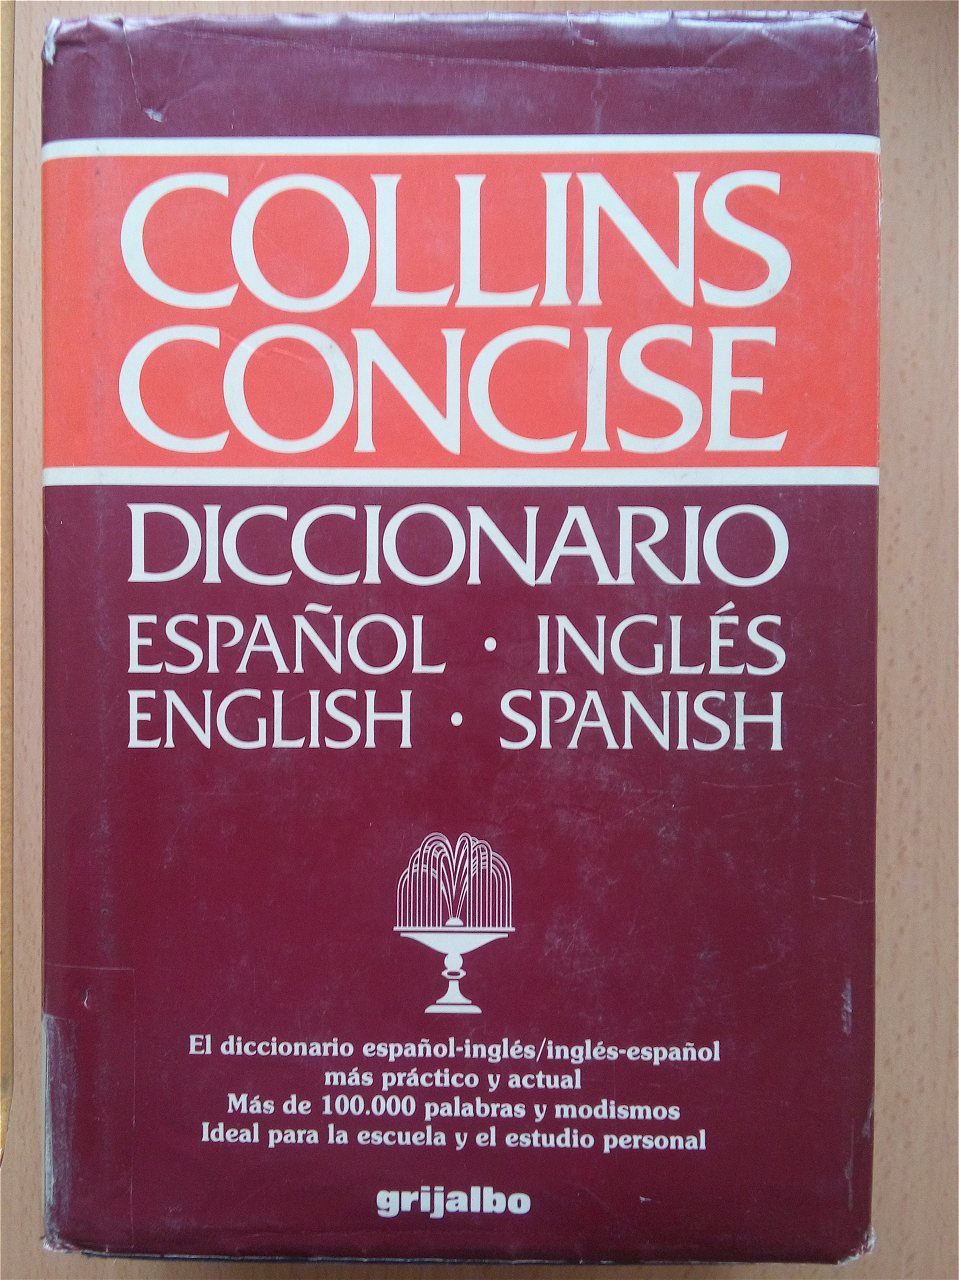 COLLINS
CONCISE
DICCIONARIO
ESPAÑOL · INGLÉS
ENGLISH · SPANISH
El diccionario español-inglés/inglés-español
más práctico y actual
Más de 100.000 palabras y modismos
Ideal para la escuela y el estudio personal
grijalbo